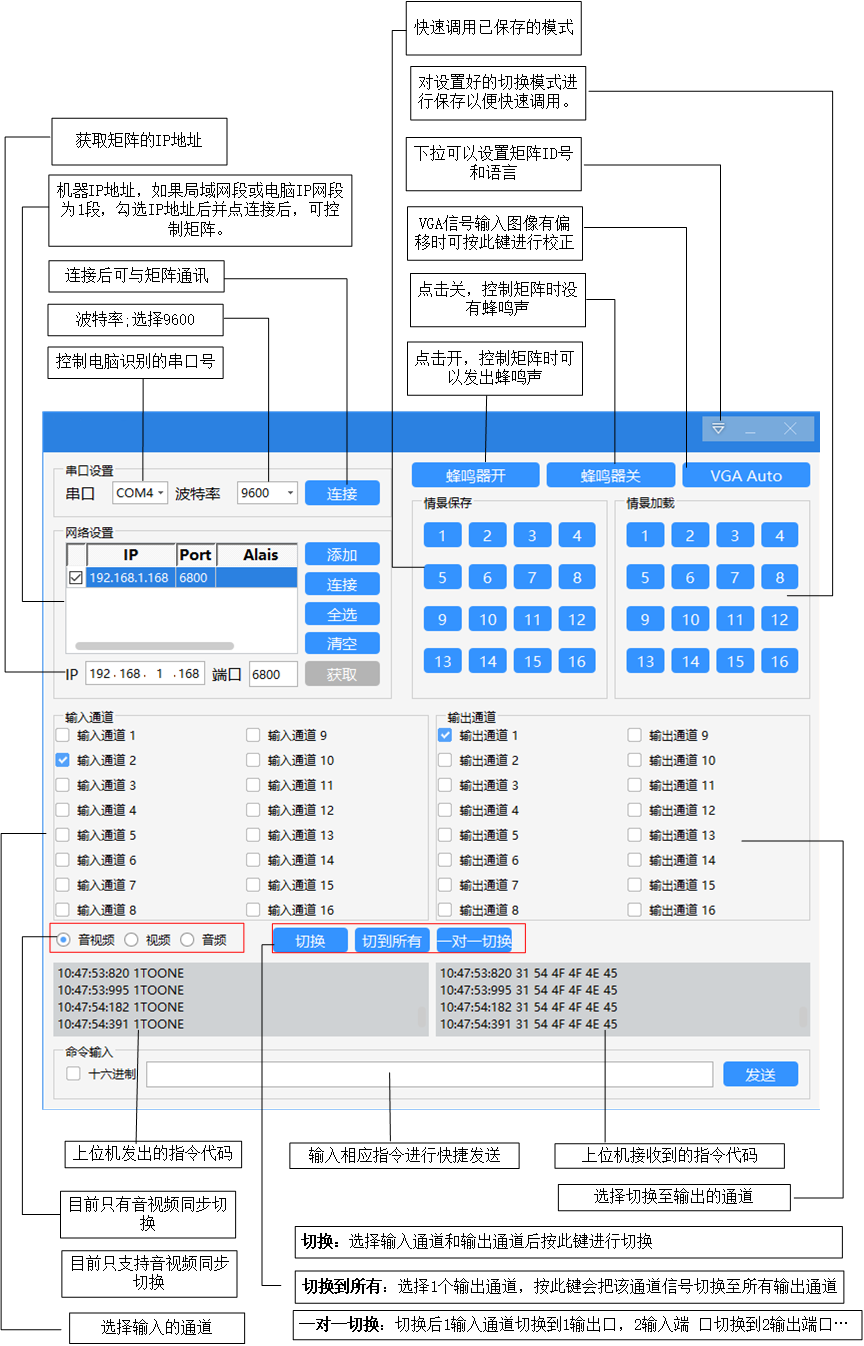 快速调用已保存的模式
对设置好的切换模式进
行保存以便快速调用。
获取矩阵的IP地址
下拉可以设置矩阵ID号
和语言
机器IP地址，如果局域网段或电脑IP网段
为1段，勾选IP地址后并点连接后，可控
制矩阵。
VGA信号输入图像有偏
移时可按此键进行校正
连接后可与矩阵通讯
点击关，控制矩阵时没
有蜂鸣声
波特率;选择9600
控制电脑识别的串口号
点击开，控制矩阵时可
以发出蜂鸣声
串口设置
串口 COM4 波特率 9600 连接
蜂鸣器开 蜂鸣器关 VGA Auto
网络设置
IP Port Alais
192.168.1.168 6800
添加
连接
全选
清空
IP 192 . 168 . 1 . 168 端口 6800 获取
情景保存
1 2 3 4
5 6 7 8
9 10 11 12
13 14 15 16
情景加载
1 2 3 4
5 6 7 8
9 10 11 12
13 14 15 16
输入通道
输入通道 1 输入通道 9
输入通道 2 输入通道 10
输入通道 3 输入通道 11
输入通道 4 输入通道 12
输入通道 5 输入通道 13
输入通道 6 输入通道 14
输入通道 7 输入通道 15
输入通道 8 输入通道 16
输出通道
输出通道 1 输出通道 9
输出通道 2 输出通道 10
输出通道 3 输出通道 11
输出通道 4 输出通道 12
输出通道 5 输出通道 13
输出通道 6 输出通道 14
输出通道 7 输出通道 15
输出通道 8 输出通道 16
音视频 视频 音频
切换 切到所有 一对一切换
10:47:53:820 1TOONE
10:47:53:995 1TOONE
10:47:54:182 1TOONE
10:47:54:391 1TOONE
10:47:53:820 31 54 4F 4F 4E 45
10:47:53:995 31 54 4F 4F 4E 45
10:47:54:182 31 54 4F 4F 4E 45
10:47:54:391 31 54 4F 4F 4E 45
命令输入
十六进制 发送
上位机发出的指令代码
输入相应指令进行快捷发送
上位机接收到的指令代码
选择切换至输出的通道
目前只有音视频同步切
换
切换：选择输入通道和输出通道后按此键进行切换
目前只支持音视频同步
切换
切换到所有：选择1个输出通道，按此键会把该通道信号切换至所有输出通道
选择输入的通道
一对一切换：切换后1输入通道切换到1输出口，2输入端 口切换到2输出端口…